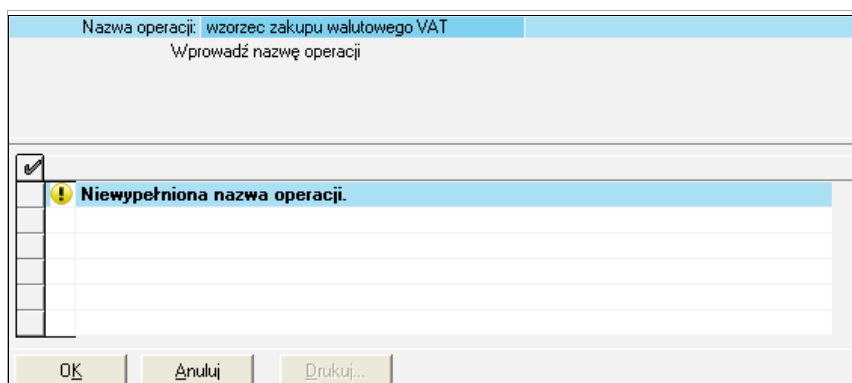 Nazwa operacji: wzorzec zakupu walutowego VAT
Wprowadź nazwę operacji
Niewypełniona nazwa operacji.
OK Anuluj Drukuj...